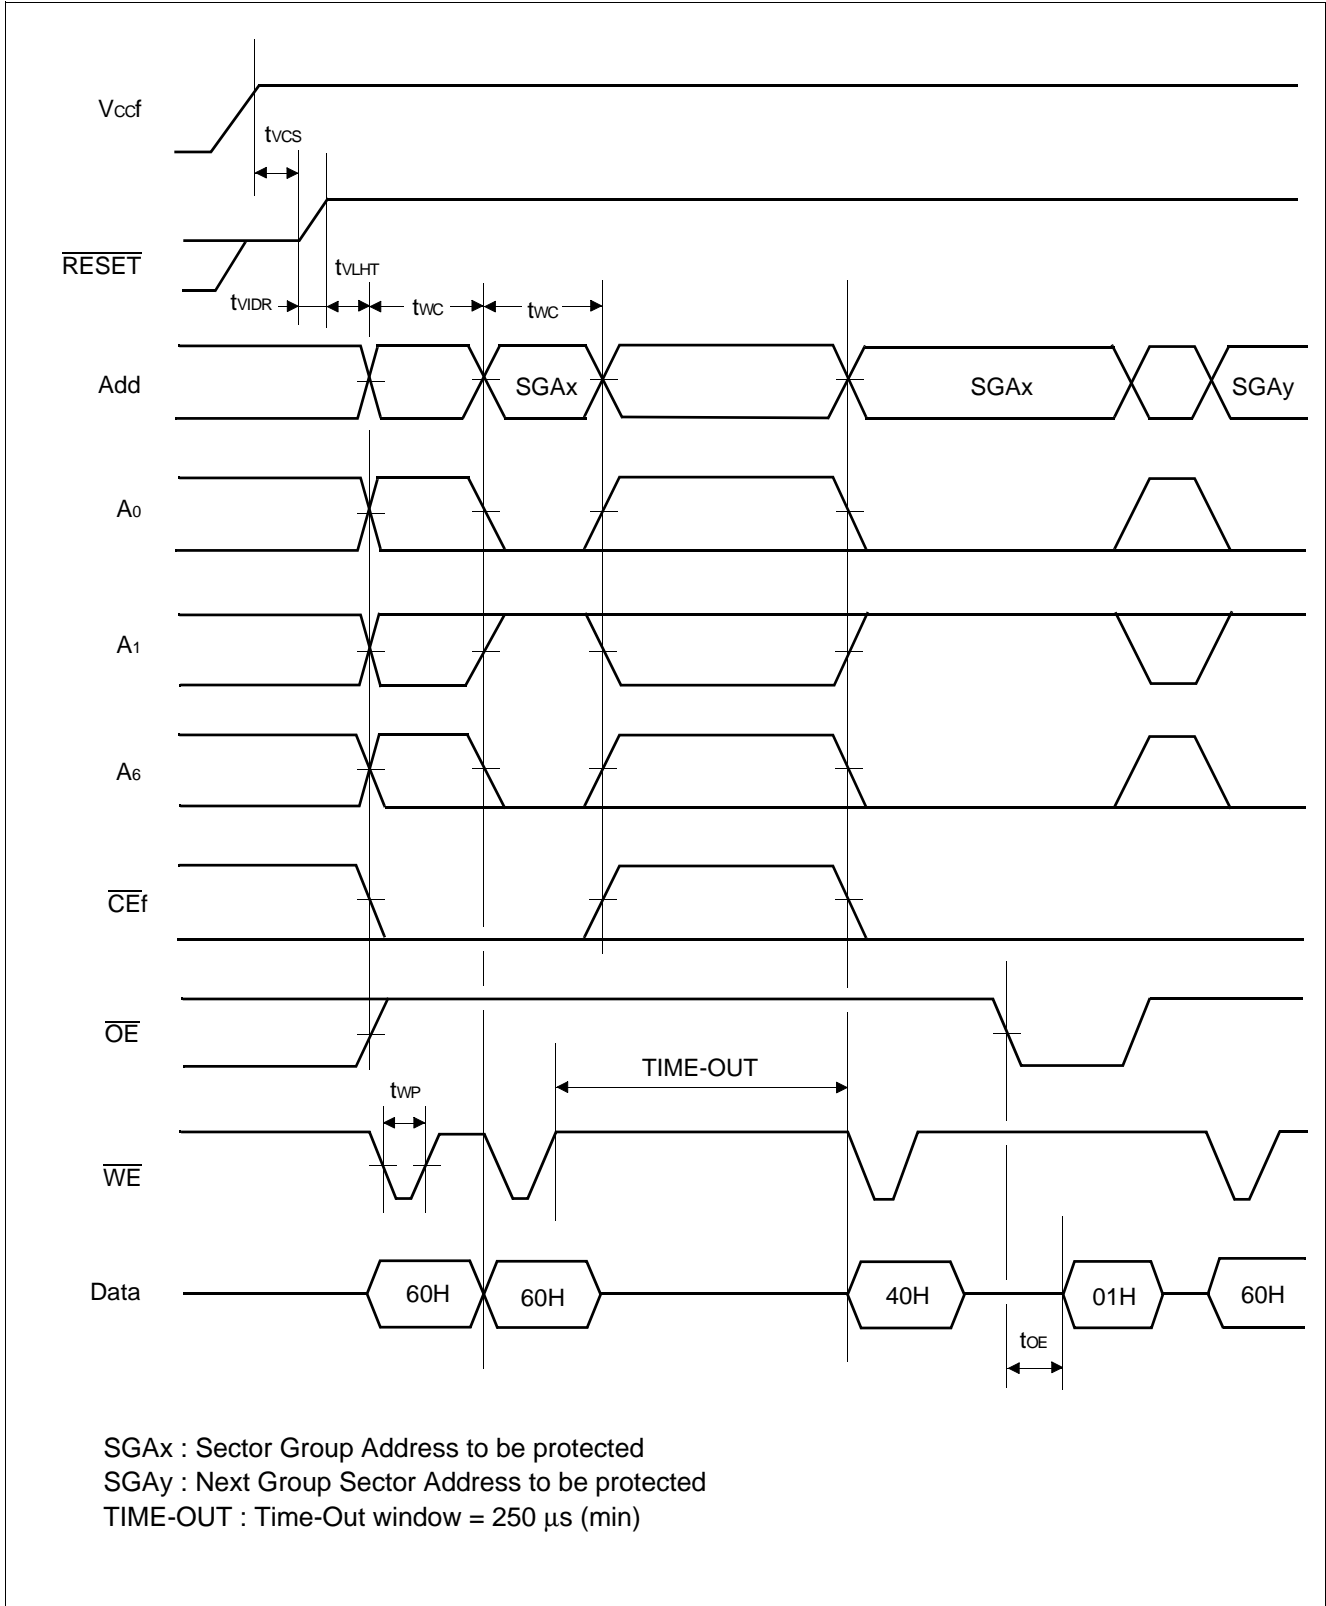 Vccf
tVCS
RESET
tVLHT
tVIDR
tWC
tWC
Add
SGAx
SGAx
SGAy
A0
A1
A6
CEf
OE
TIME-OUT
tWP
WE
Data
60H
60H
40H
01H
60H
tOE
SGAx : Sector Group Address to be protected
SGAy : Next Group Sector Address to be protected
TIME-OUT : Time-Out window = 250 μs (min)